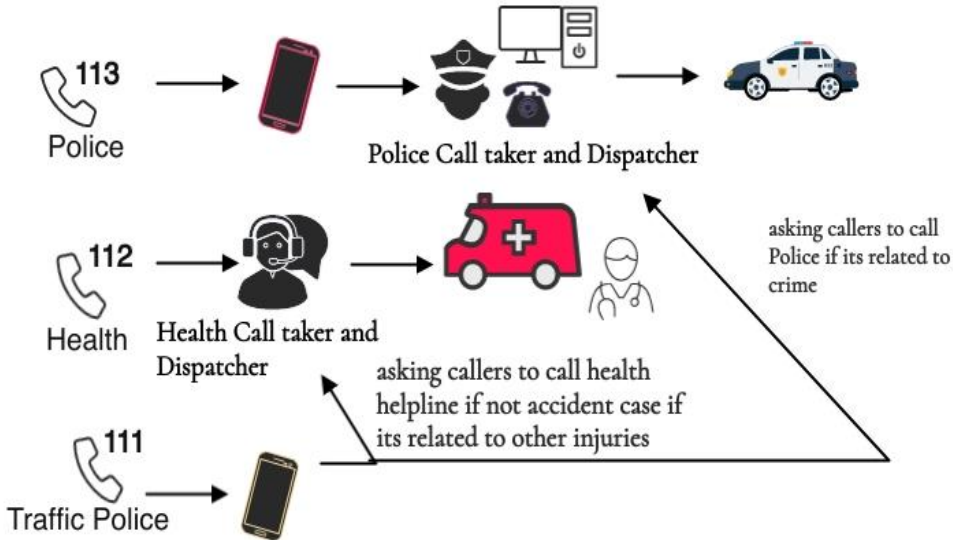 113
Police
Police Call taker and Dispatcher
112
Health
Health Call taker and
Dispatcher
asking callers to call
Police if its related to
crime
asking callers to call health
helpline if not accident case if
its related to other injuries
111
Traffic Police